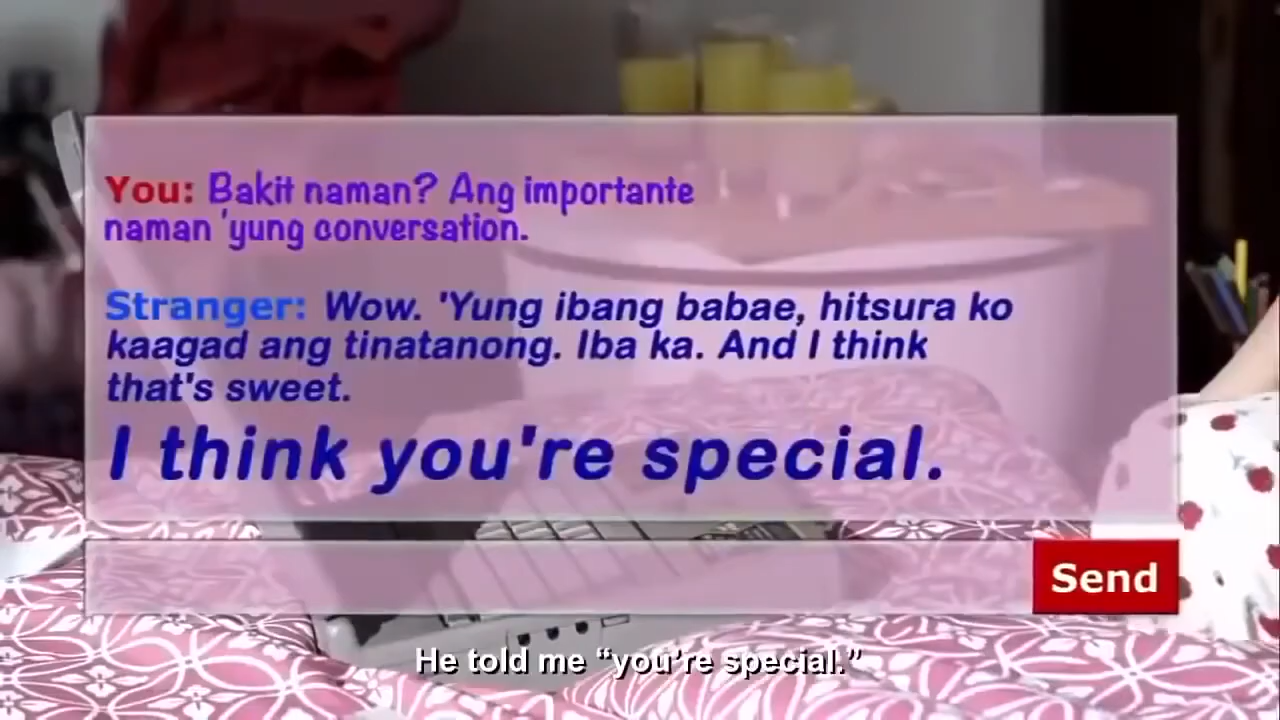 You: Bakit naman? Ang importante
naman 'yung conversation.
Stranger: Wow. 'Yung ibang babae, hitsura ko
kaagad ang tinatanong. Iba ka. And I think
that's sweet.
I think you're special.
Send
He told me “you're special.”